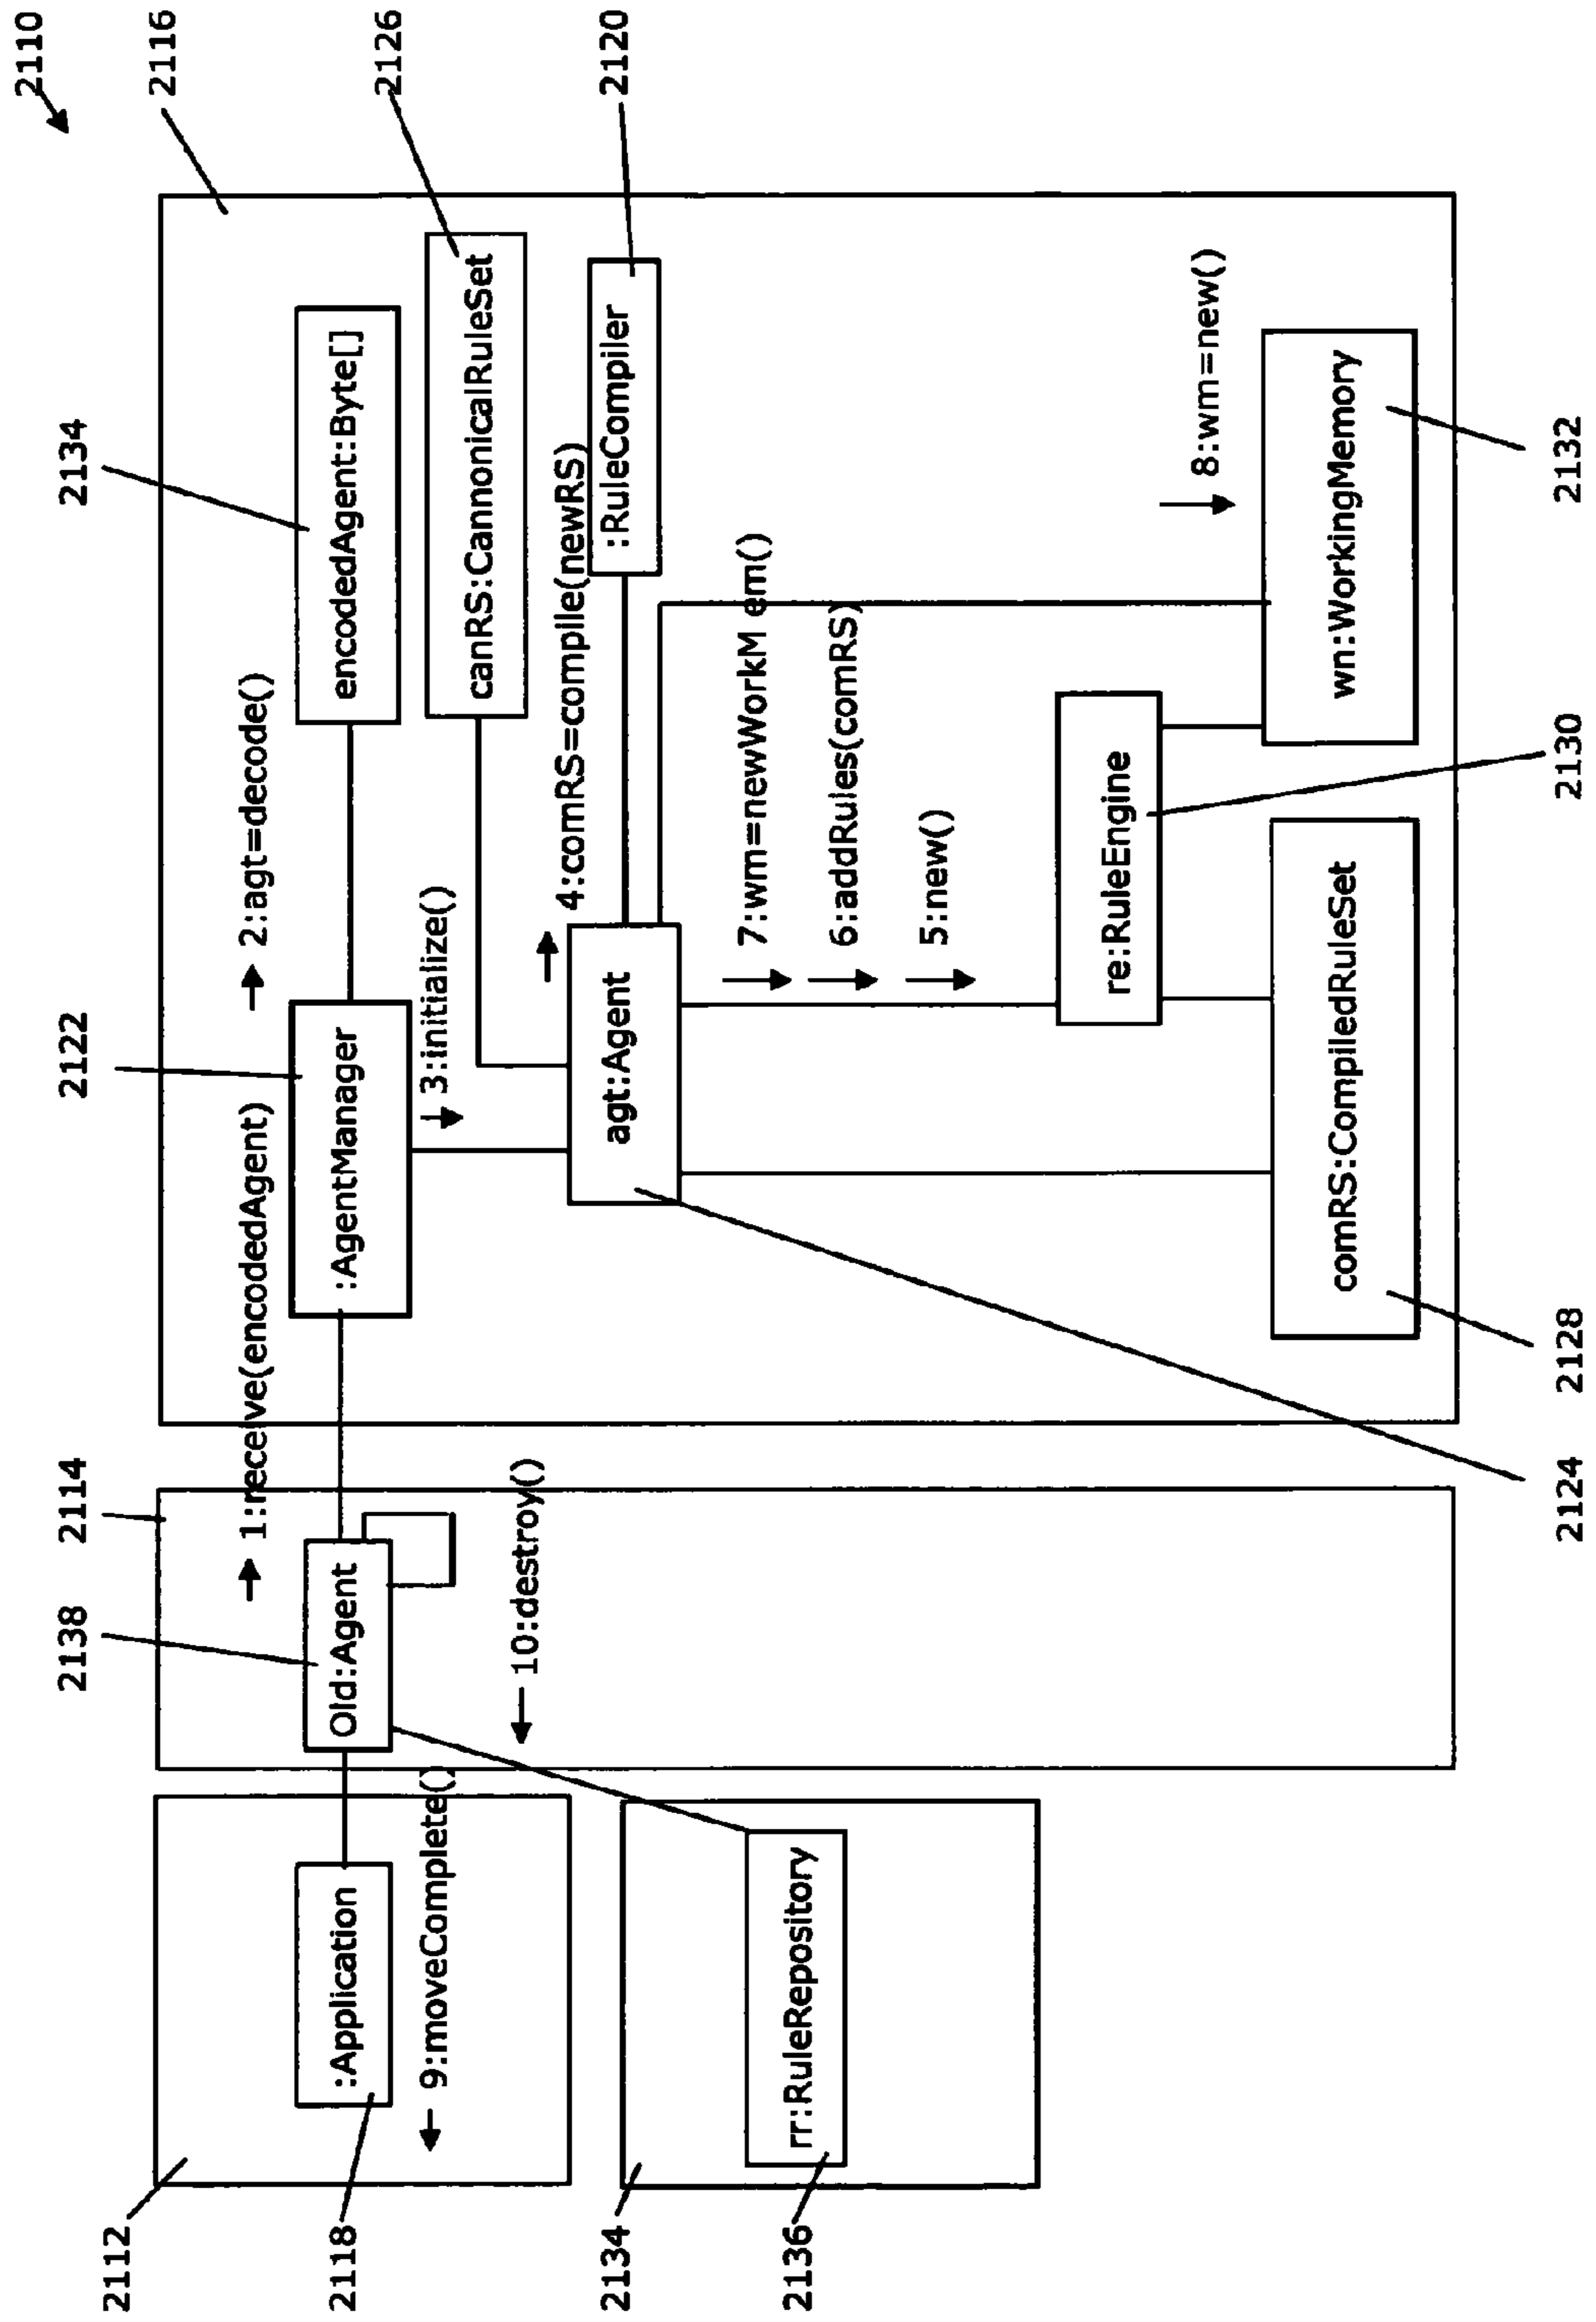 2110
2116
2126
2120
2134
2122
2114
2138
1:receive(encodedAgent)
2:agt=decode()
encodedAgent:Byte[]
:AgentManager
Old:Agent
:Application
3:initialize()
canRS:CannonicalRuleSet
9:moveComplete()
10:destroy()
4:comRS=compile(newRS)
:RuleCompiler
agt:Agent
7:wm=newWorkM em()
6:addRules(comRS)
5:new()
rr:RuleRepository
re:RuleEngine
8:wm=new()
comRS:CompiledRuleSet
wn:WorkingMemory
2112
2118
2134
2136
2124
2128
2130
2132